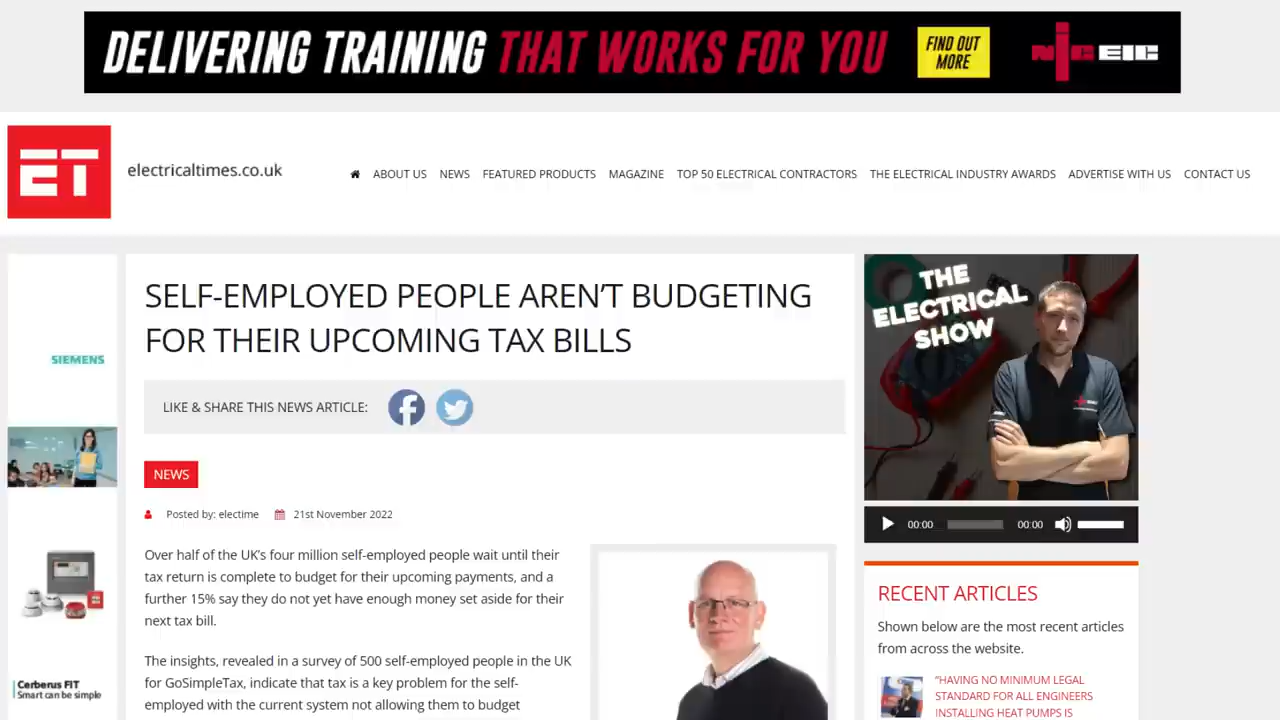 DELIVERING TRAINING THAT WORKS FOR YOU
FIND OUT
MORE
NICEIC
ET
electricaltimes.co.uk
ABOUT US
NEWS
FEATURED PRODUCTS
MAGAZINE
TOP 50 ELECTRICAL CONTRACTORS
THE ELECTRICAL INDUSTRY AWARDS
ADVERTISE WITH US
CONTACT US
SIEMENS
Cerberus FIT
Smart can be simple
SELF-EMPLOYED PEOPLE AREN'T BUDGETING
FOR THEIR UPCOMING TAX BILLS
LIKE & SHARE THIS NEWS ARTICLE:
NEWS
Posted by: electime
21st November 2022
Over half of the UK's four million self-employed people wait until their
tax return is complete to budget for their upcoming payments, and a
further 15% say they do not yet have enough money set aside for their
next tax bill.
The insights, revealed in a survey of 500 self-employed people in the UK
for GoSimpleTax, indicate that tax is a key problem for the self-
employed with the current system not allowing them to budget
THE
ELECTRICAL
SHOW
00:00
00:00
RECENT ARTICLES
Shown below are the most recent articles
from across the website.
"HAVING NO MINIMUM LEGAL
STANDARD FOR ALL ENGINEERS
INSTALLING HEAT PUMPS IS